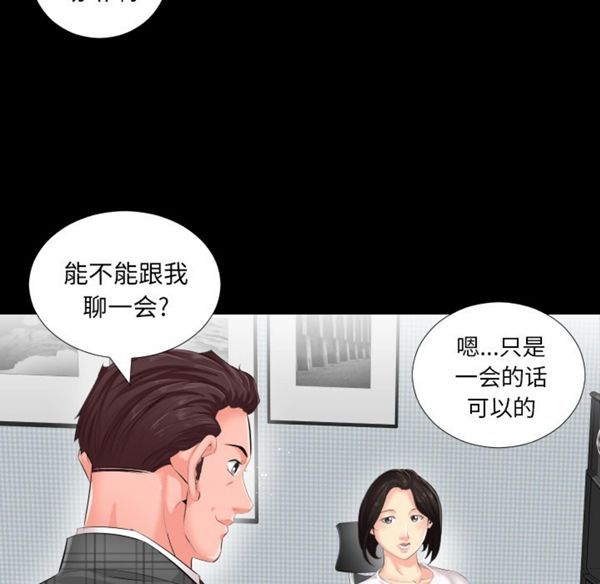 能不能跟我
聊一会?
嗯...只是
一会的话
可以的